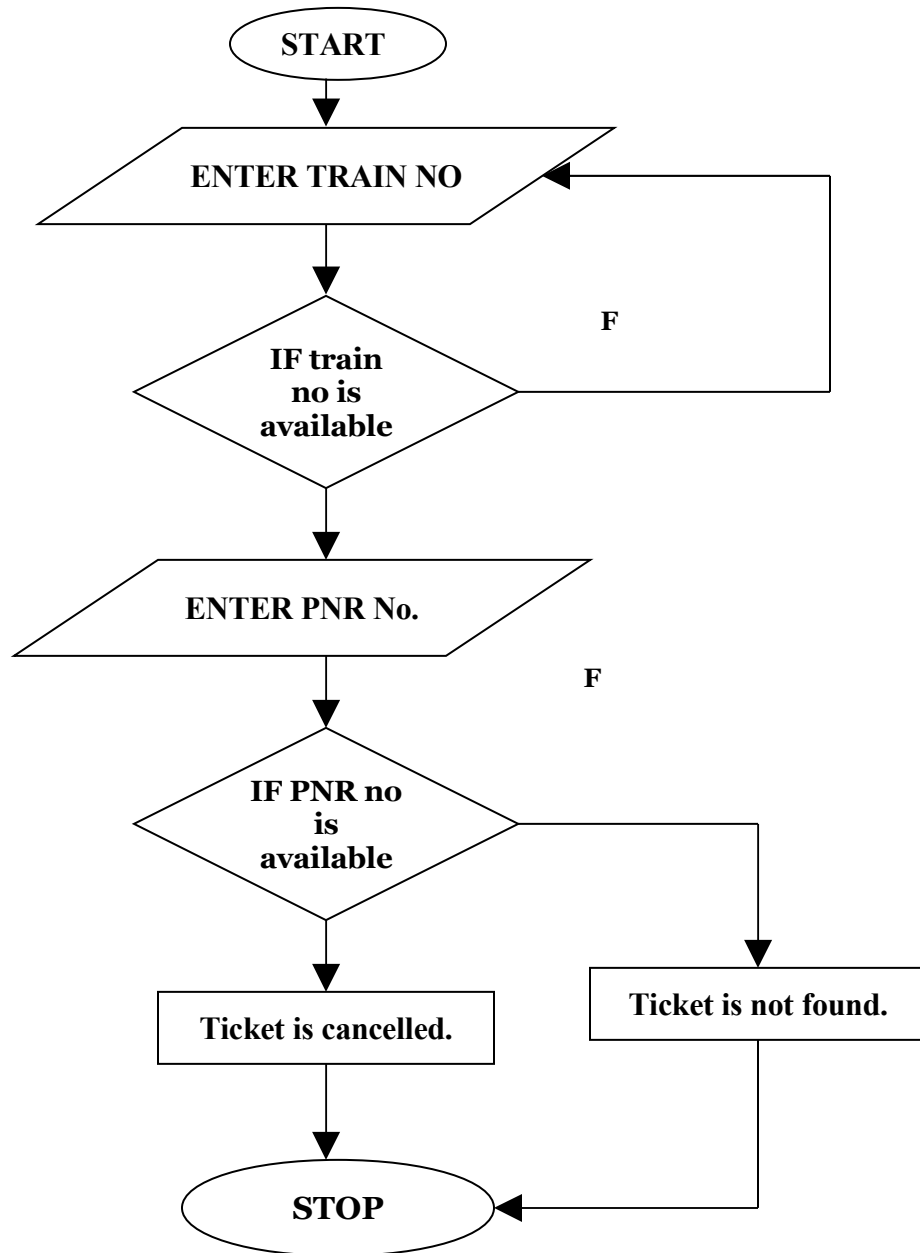 START
ENTER TRAIN NO
F
IF train
no is
available
ENTER PNR No.
F
IF PNR no
is
available
Ticket is not found.
Ticket is cancelled.
STOP